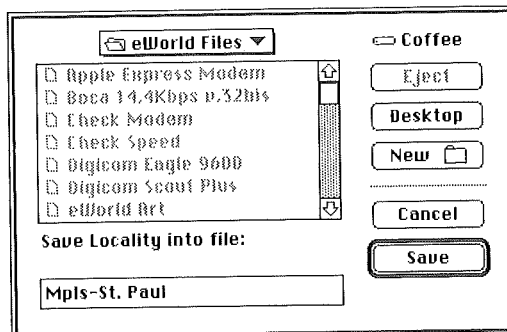 eWorld Files
Coffee
Apple Express Modem
Boca 14.4Kbps v.32bis
Check Modem
Check Speed
Digicom Eagle 9600
Digicom Scout Plus
eWorld Art
Eject
Desktop
New
Save Locality into file:
Cancel
Save
Mpls-St. Paul